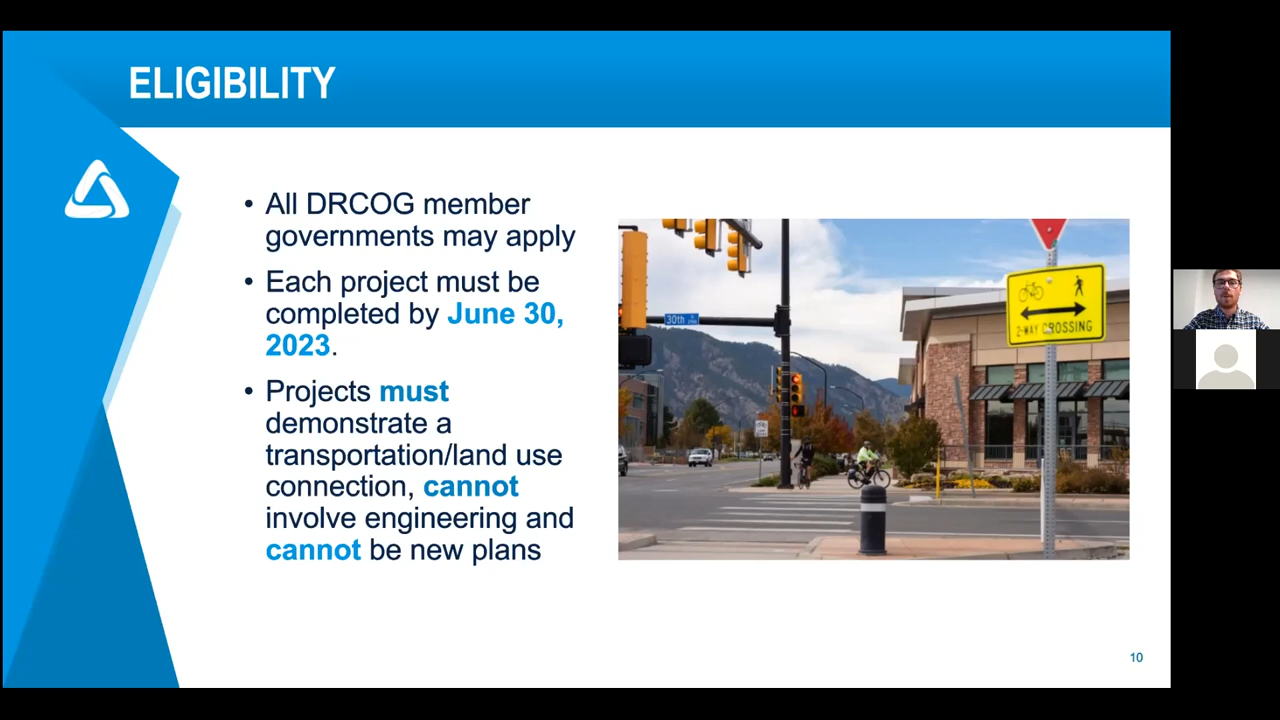 ELIGIBILITY
• All DRCOG member
governments may apply
• Each project must be
completed by June 30,
2023.
• Projects must
demonstrate a
transportation/land use
connection, cannot
involve engineering and
cannot be new plans
30th
2-WAY CROSSING
10